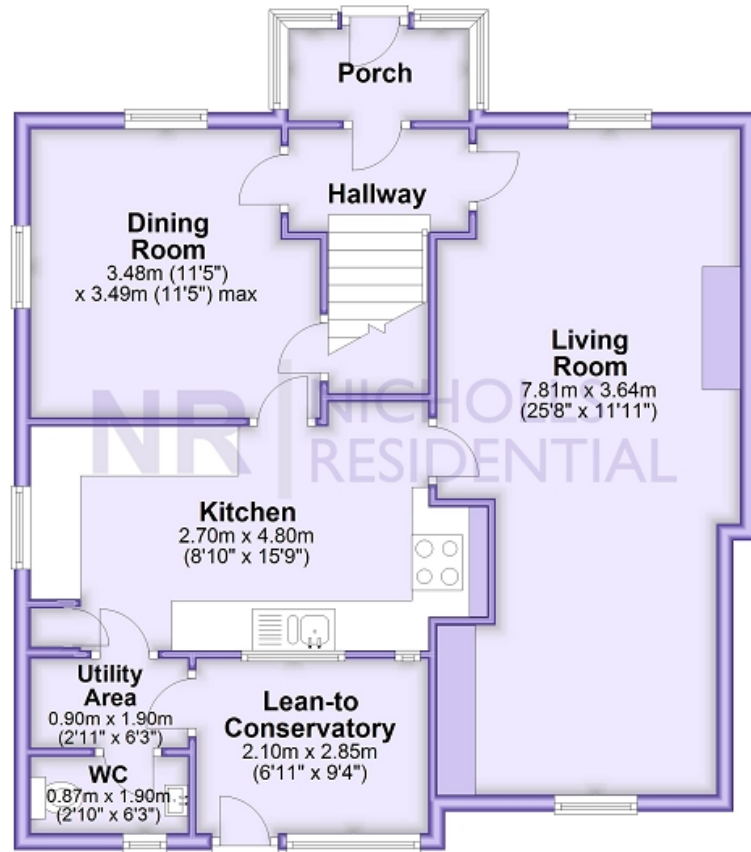 Porch
Hallway
Dining
Room
3.48m (11'5")
x 3.49m (11'5") max
Living
Room
7.81m x 3.64m
(25'8" x 11'11")
NR NICHOLLS
RESIDENTIAL
Kitchen
2.70m x 4.80m
(8'10" x 15'9")
Utility
Area
0.90m x 1.90m
(2'11" x 6'3")
Lean-to
Conservatory
2.10m x 2.85m
(6'11" x 9'4")
WC
0.87m x 1.90m
(2'10" x 6'3")